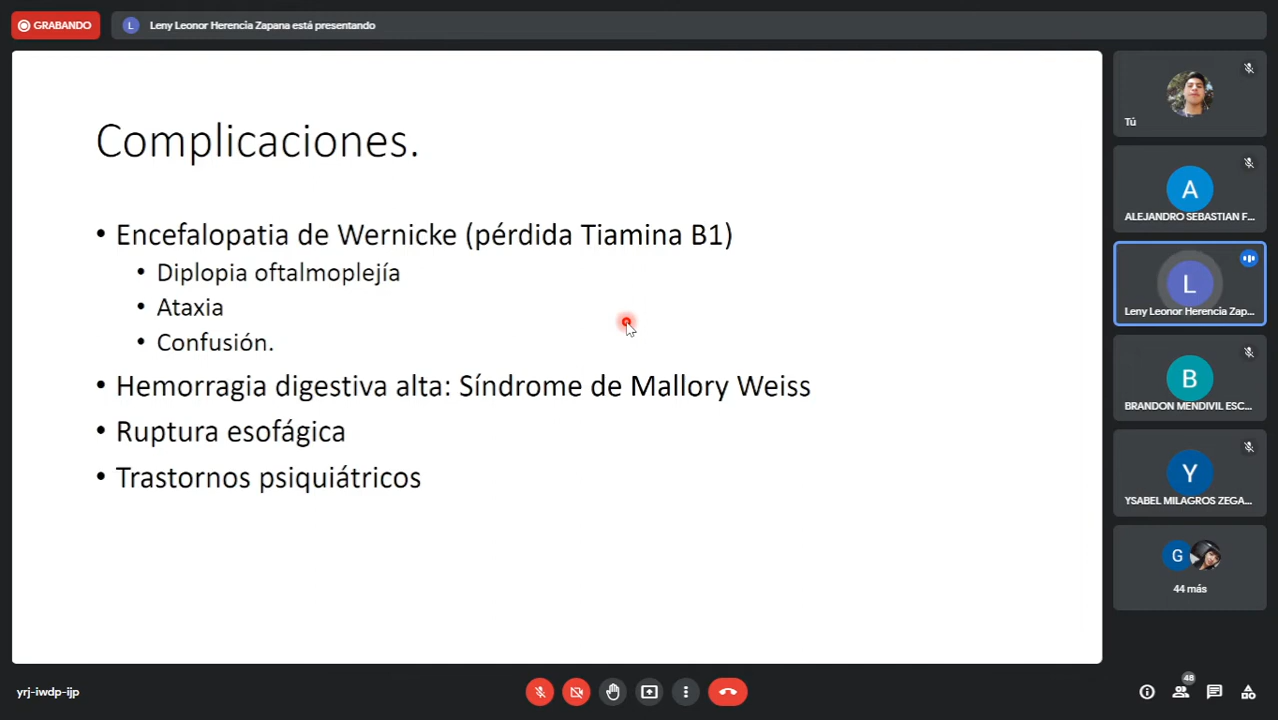 GRABANDO
L
Leny Leonor Herencia Zapana está presentando
Complicaciones.
• Encefalopatia de Wernicke (pérdida Tiamina B1)
• Diplopia oftalmoplejía
• Ataxia
• Confusión.
• Hemorragia digestiva alta: Síndrome de Mallory Weiss
• Ruptura esofágica
• Trastornos psiquiátricos
Tú
A
ALEJANDRO SEBASTIAN F...
L
Leny Leonor Herencia Zap...
B
BRANDON MENDIVIL ESC...
Y
YSABEL MILAGROS ZEGA...
G
44 más
yrj-iwdp-ijp
48